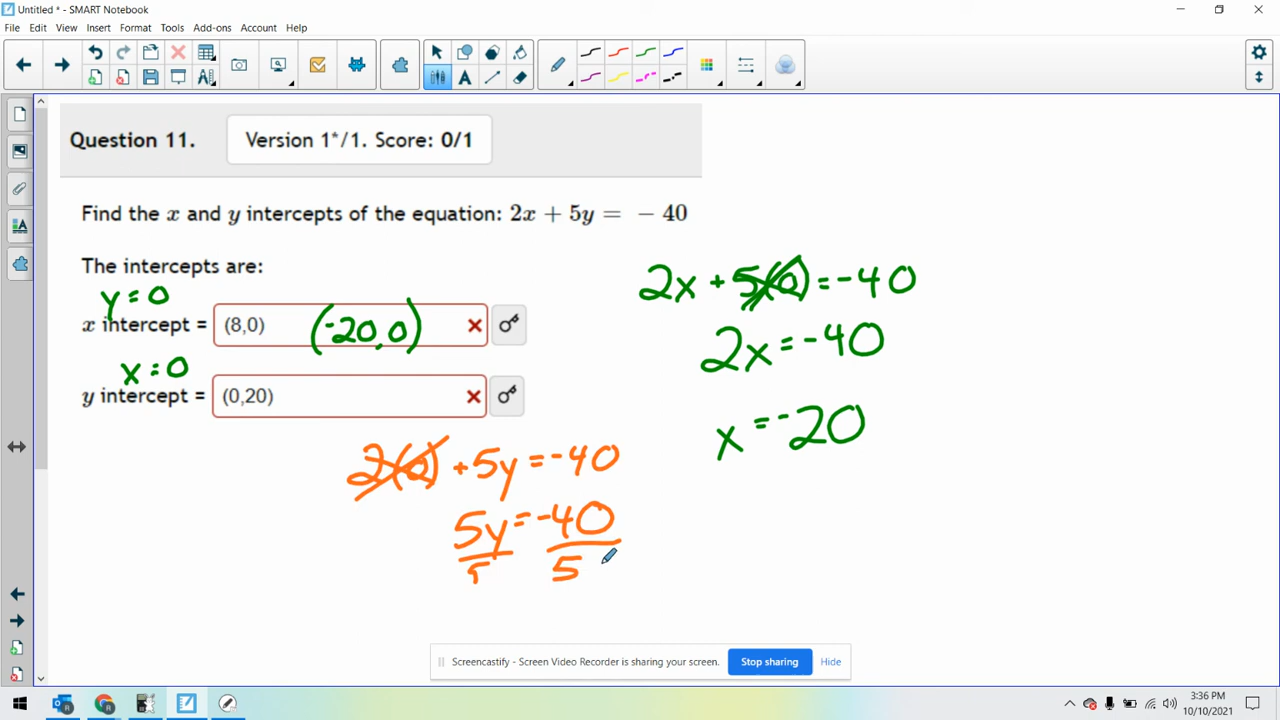 Untitled * - SMART Notebook
File Edit View Insert Format Tools Add-ons Account Help
Question 11. Version 1*/1. Score: 0/1
Find the x and y intercepts of the equation: 2x + 5y = − 40
The intercepts are:
y=0
x intercept = (8,0) (-20,0)
x=0
y intercept = (0,20)
2x + 5(0) = -40
2x = -40
x = -20
2(0) + 5y = -40
5y = -40
5 5
Screencastify - Screen Video Recorder is sharing your screen. Stop sharing Hide
3:36 PM
10/10/2021